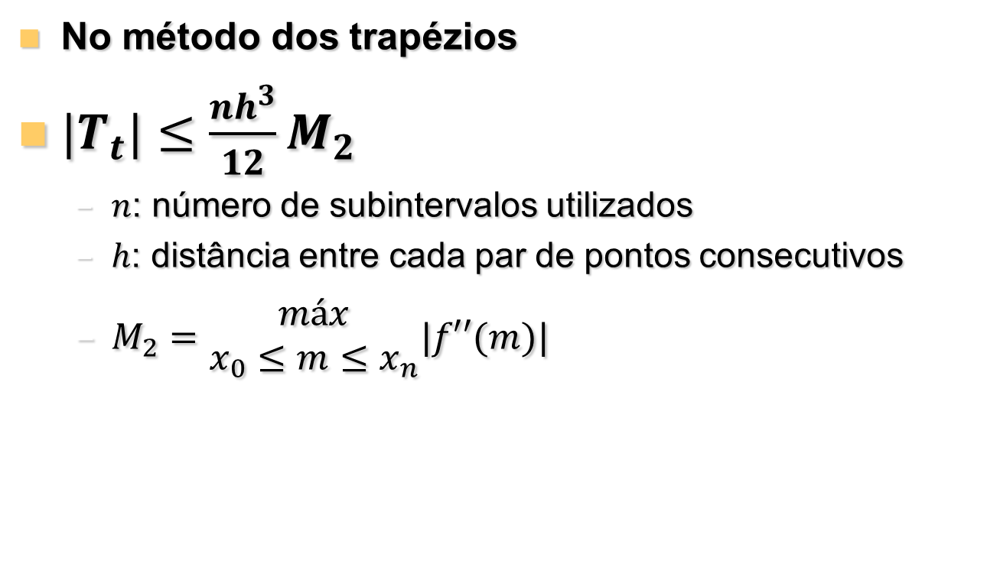 No método dos trapézios
|𝑻ₜ| ≤ 𝒏𝒉³/𝟏𝟐 𝑴₂
– 𝑛: número de subintervalos utilizados
– ℎ: distância entre cada par de pontos consecutivos
– 𝑀₂ = 𝑚á𝑥 𝑥₀ ≤ 𝑚 ≤ 𝑥ₙ |𝑓′′(𝑚)|